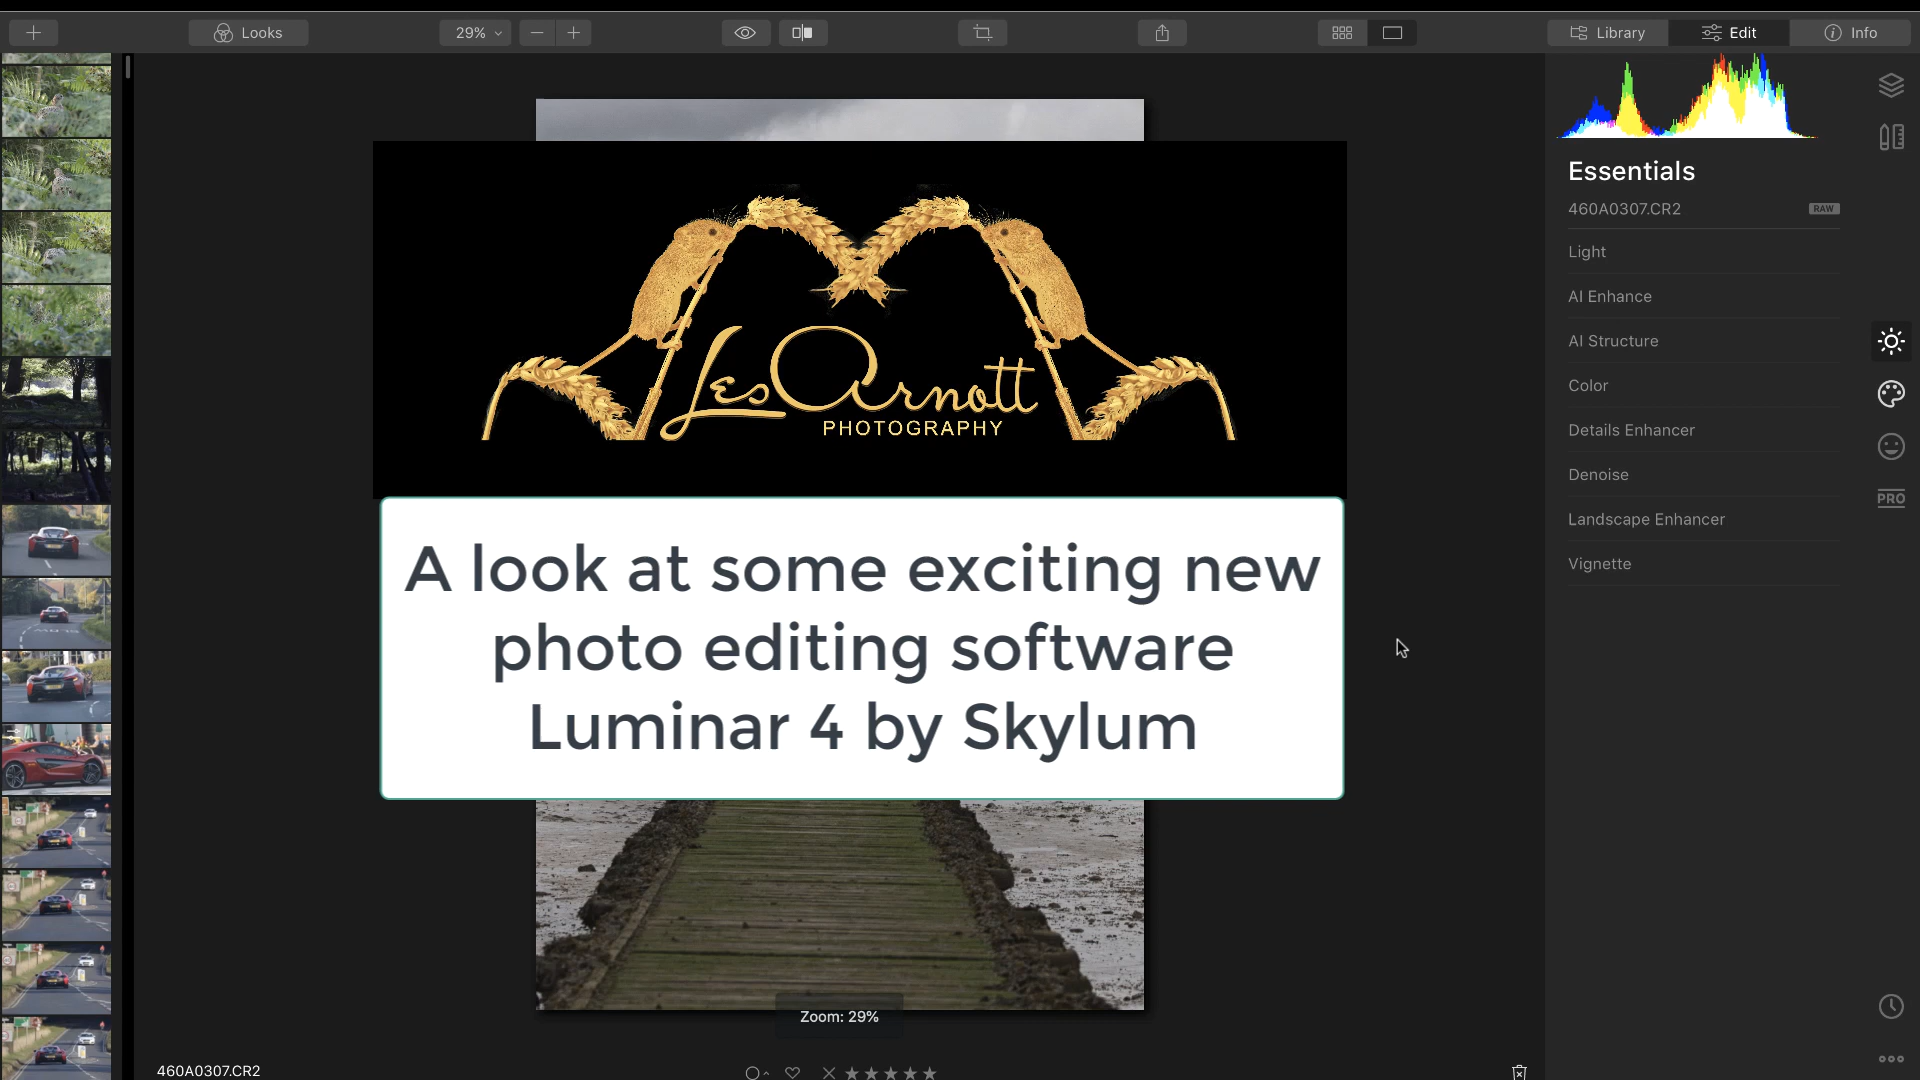 Looks
29%
Library
Edit
Info
Essentials
460A0307.CR2
RAW
Light
AI Enhance
AI Structure
Color
Details Enhancer
Denoise
Landscape Enhancer
Vignette
PRO
Les Arnott
PHOTOGRAPHY
A look at some exciting new
photo editing software
Luminar 4 by Skylum
Zoom: 29%
460A0307.CR2